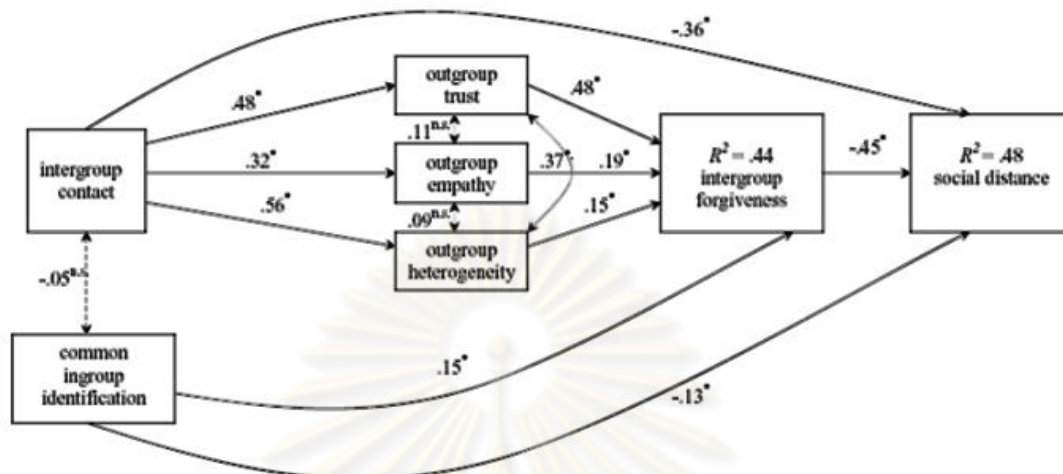 -.36*
outgroup
trust
.48*
.48*
.11n.s.
intergroup
contact
.32*
outgroup
empathy
.37*
.19*
R² = .44
intergroup
forgiveness
-.45*
R² = .48
social distance
.56*
.09n.s.
.15*
outgroup
heterogeneity
-.05n.s.
common
ingroup
identification
.15*
-.13*